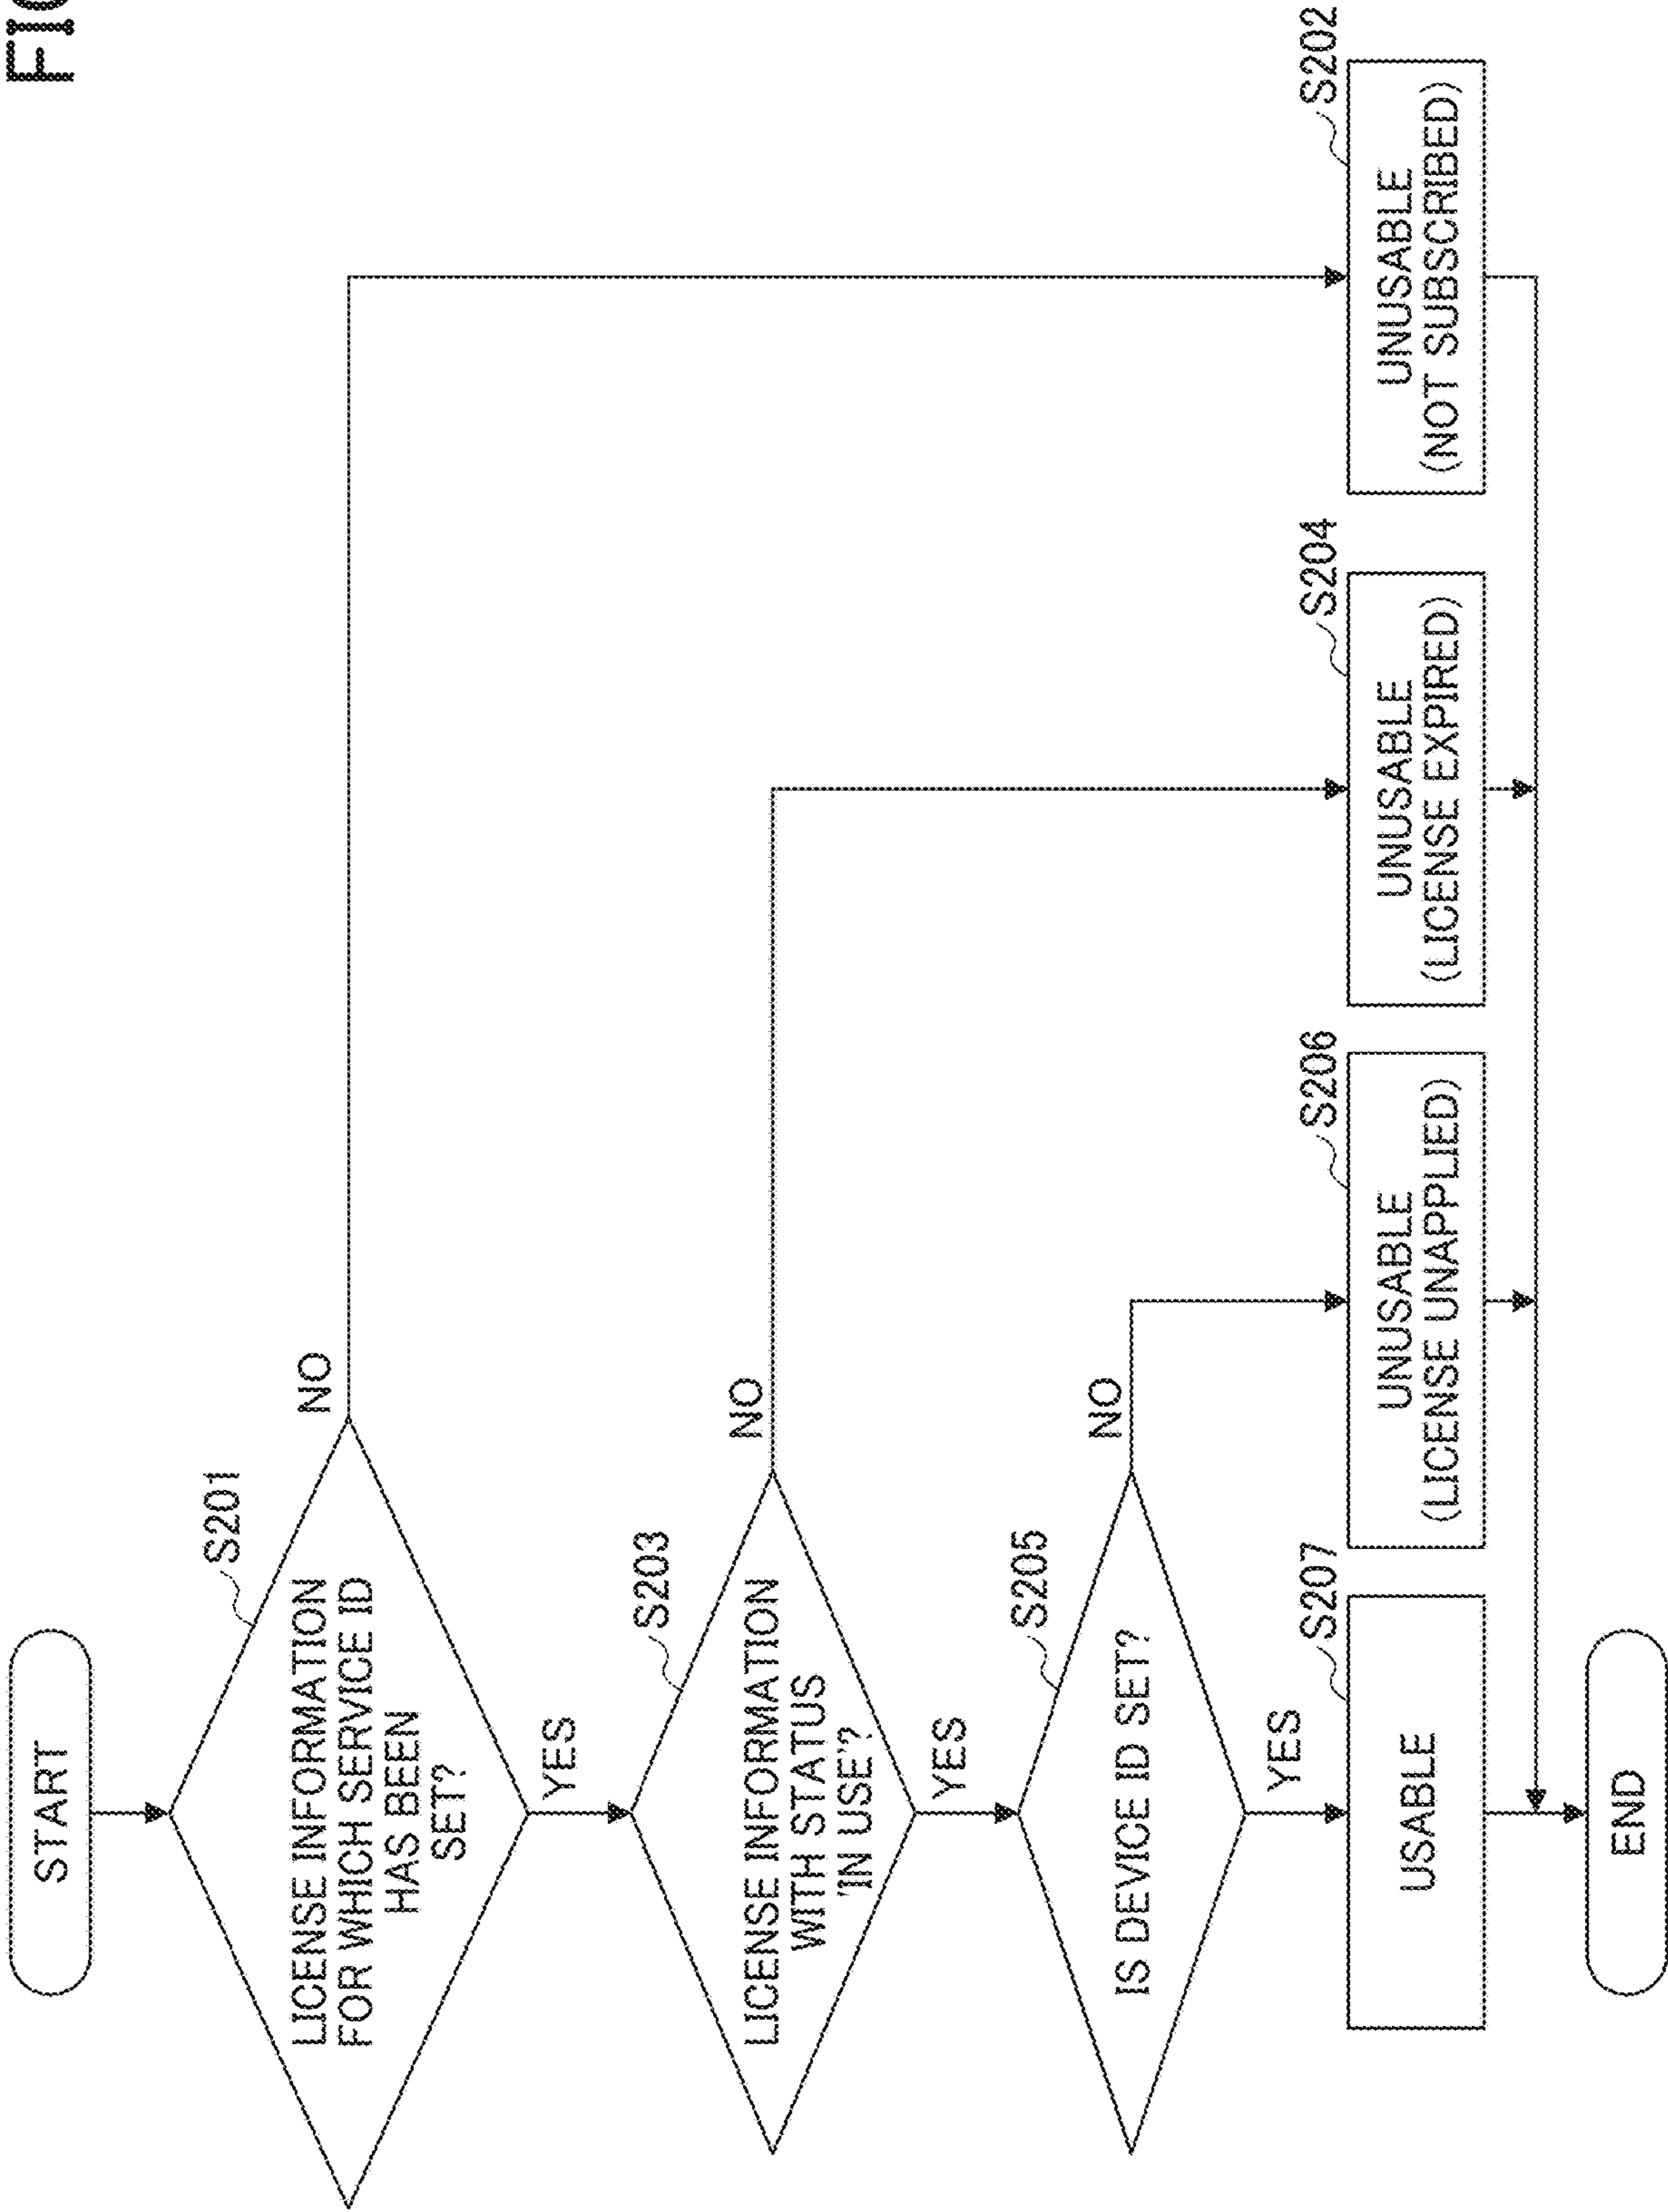 FIG
START
S201
LICENSE INFORMATION
FOR WHICH SERVICE ID
HAS BEEN
SET?
NO
YES
S203
LICENSE INFORMATION
WITH STATUS
'IN USE'?
NO
YES
S205
IS DEVICE ID SET?
NO
YES
S207
USABLE
S206
UNUSABLE
(LICENSE UNAPPLIED)
S204
UNUSABLE
(LICENSE EXPIRED)
S202
UNUSABLE
(NOT SUBSCRIBED)
END